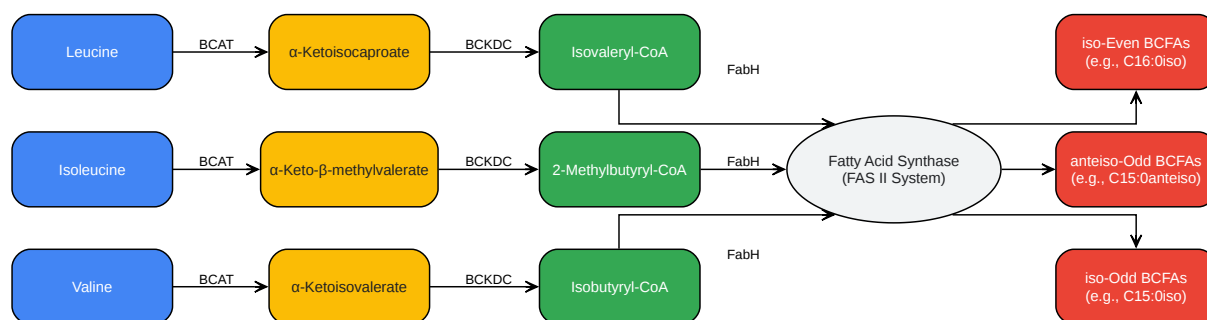 Leucine
BCAT
α-Ketoisocaproate
BCKDC
Isovaleryl-CoA
FabH
iso-Even BCFAs
(e.g., C16:0iso)
Isoleucine
BCAT
α-Keto-β-methylvalerate
BCKDC
2-Methylbutyryl-CoA
FabH
Fatty Acid Synthase
(FAS II System)
anteiso-Odd BCFAs
(e.g., C15:0anteiso)
Valine
BCAT
α-Ketoisovalerate
BCKDC
Isobutyryl-CoA
FabH
iso-Odd BCFAs
(e.g., C15:0iso)